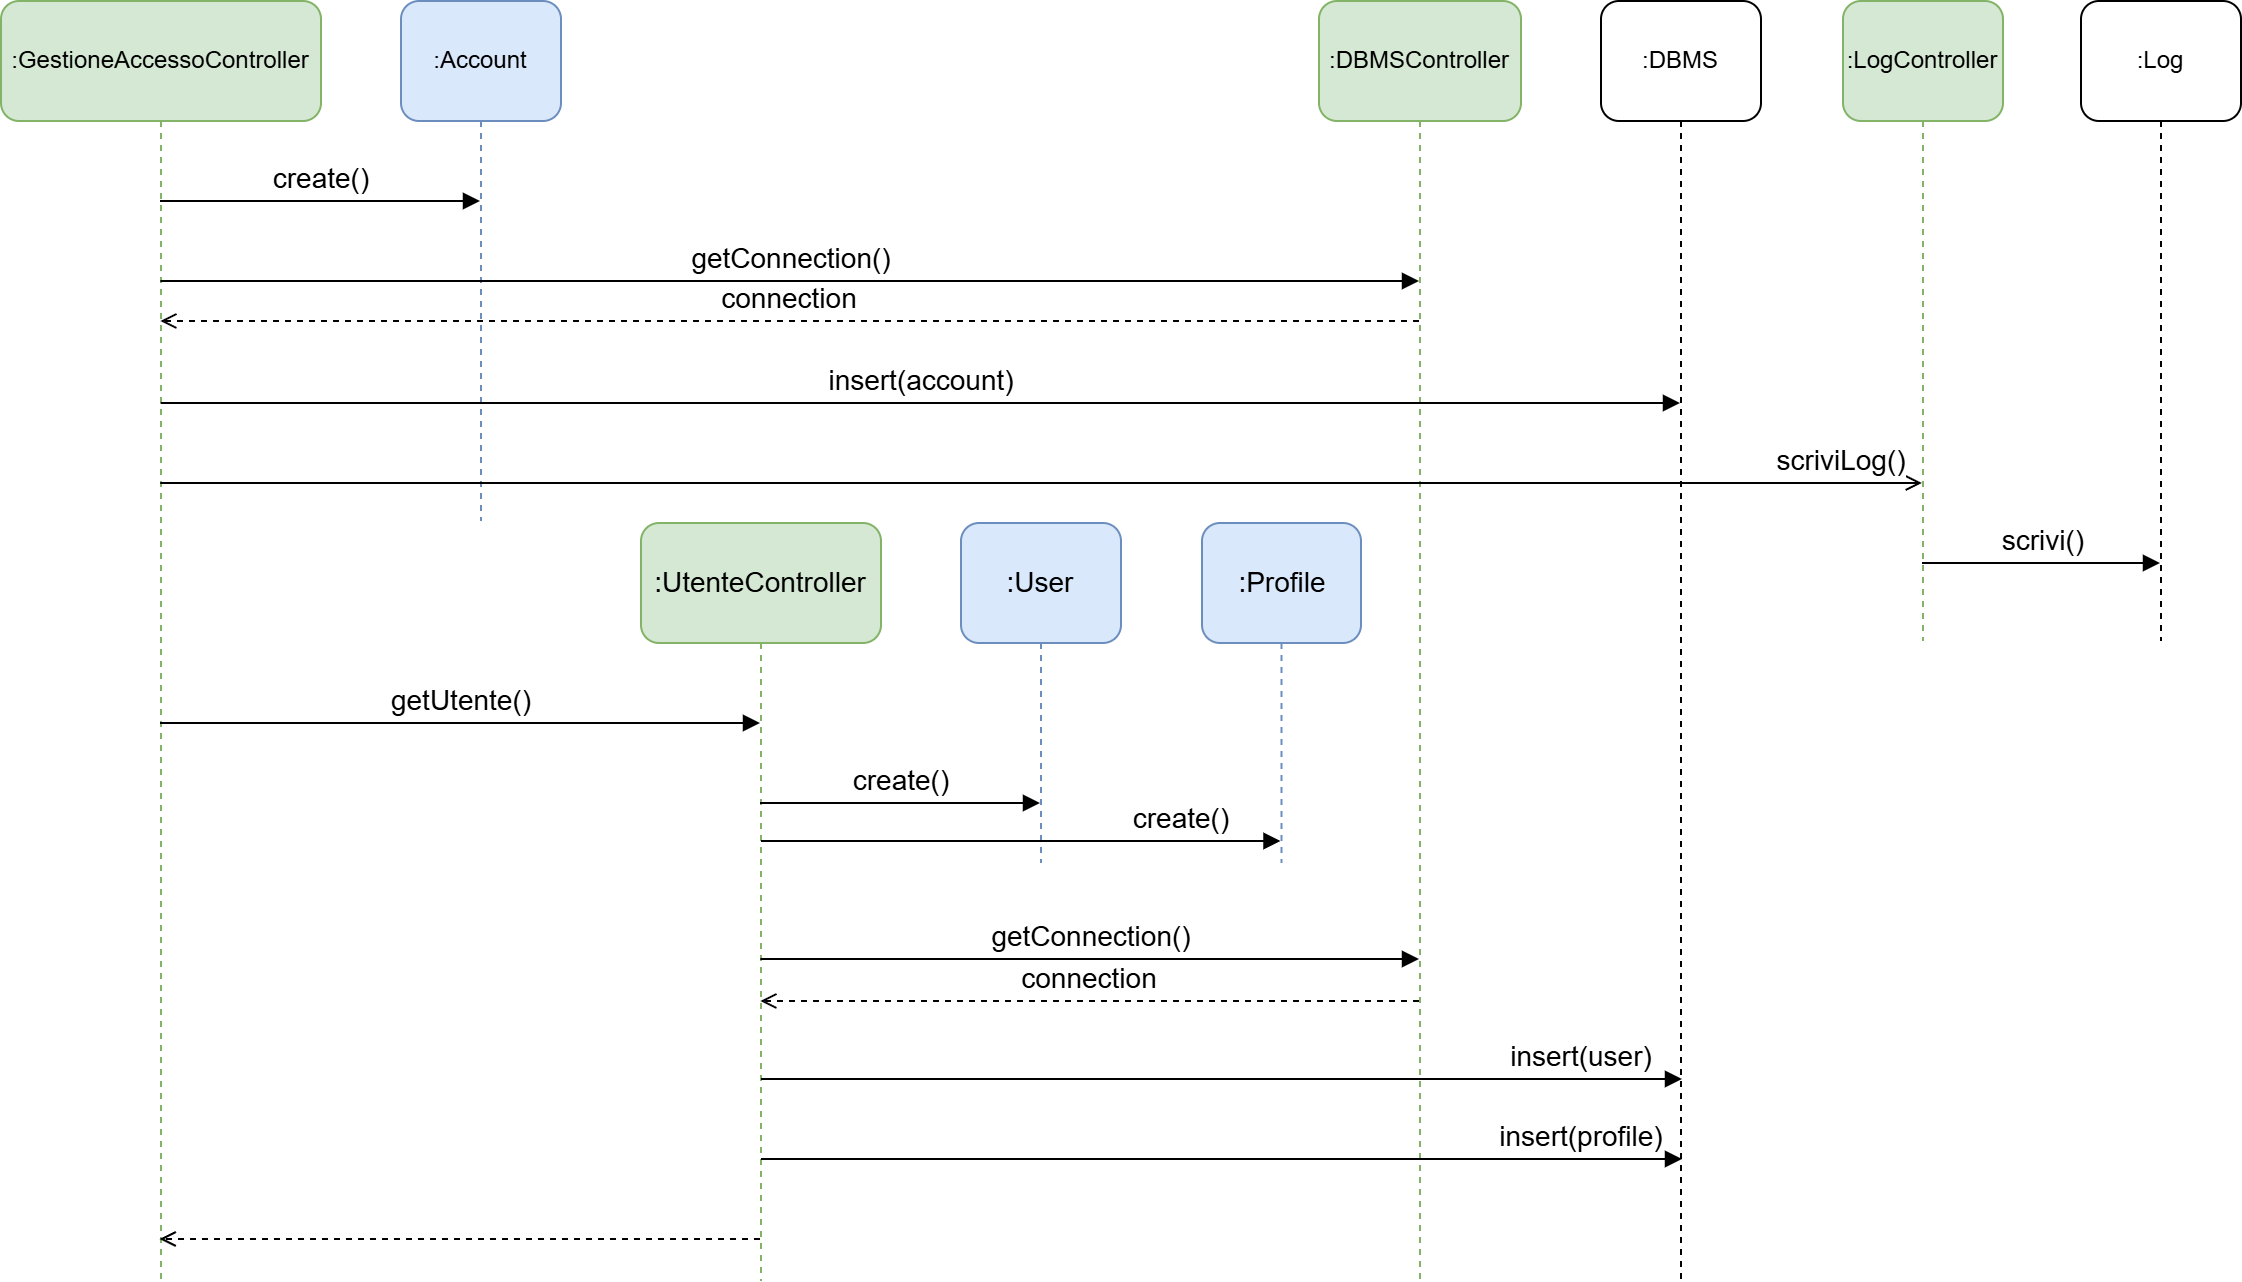 :GestioneAccessoController
:Account
:DBMSController
:DBMS
:LogController
:Log
create()
getConnection()
connection
insert(account)
scriviLog()
scrivi()
:UtenteController
:User
:Profile
getUtente()
create()
create()
getConnection()
connection
insert(user)
insert(profile)